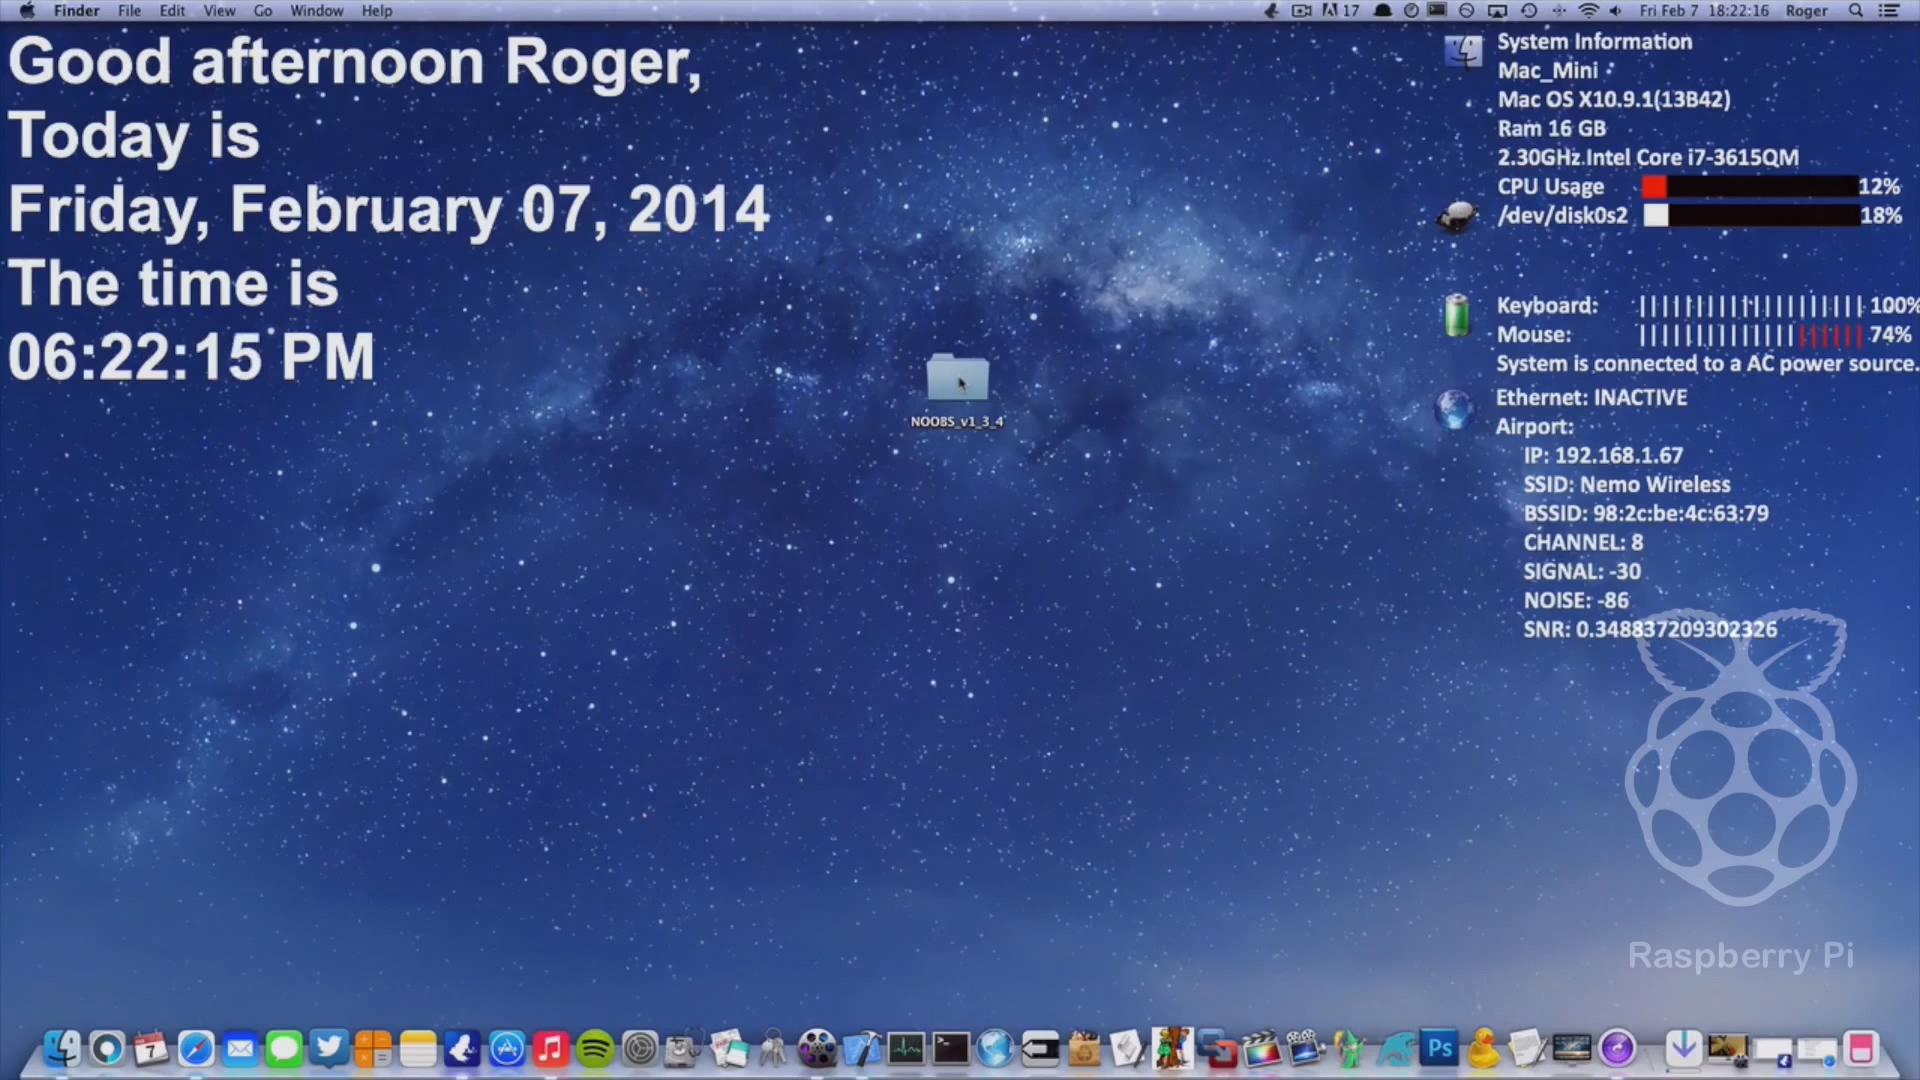 Finder File Edit View Go Window Help
17 Fri Feb 7 18:22:16 Roger
Good afternoon Roger,
Today is
Friday, February 07, 2014
The time is
06:22:15 PM
System Information
Mac_Mini
Mac OS X10.9.1(13B42)
Ram 16 GB
2.30GHz Intel Core i7-3615QM
CPU Usage 12%
/dev/disk0s2 18%
Keyboard: 100%
Mouse: 74%
System is connected to a AC power source.
Ethernet: INACTIVE
Airport:
IP: 192.168.1.67
SSID: Nemo Wireless
BSSID: 98:2c:be:4c:63:79
CHANNEL: 8
SIGNAL: -30
NOISE: -86
SNR: 0.348837209302326
NOOBS_v1_3_4
Raspberry Pi
7
Ps